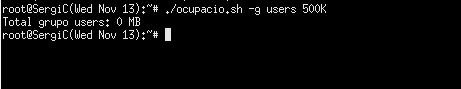 root@SergiC(Wed Nov 13):~# ./ocupacio.sh -g users 500K
Total grupo users: 0 MB
root@SergiC(Wed Nov 13):~#